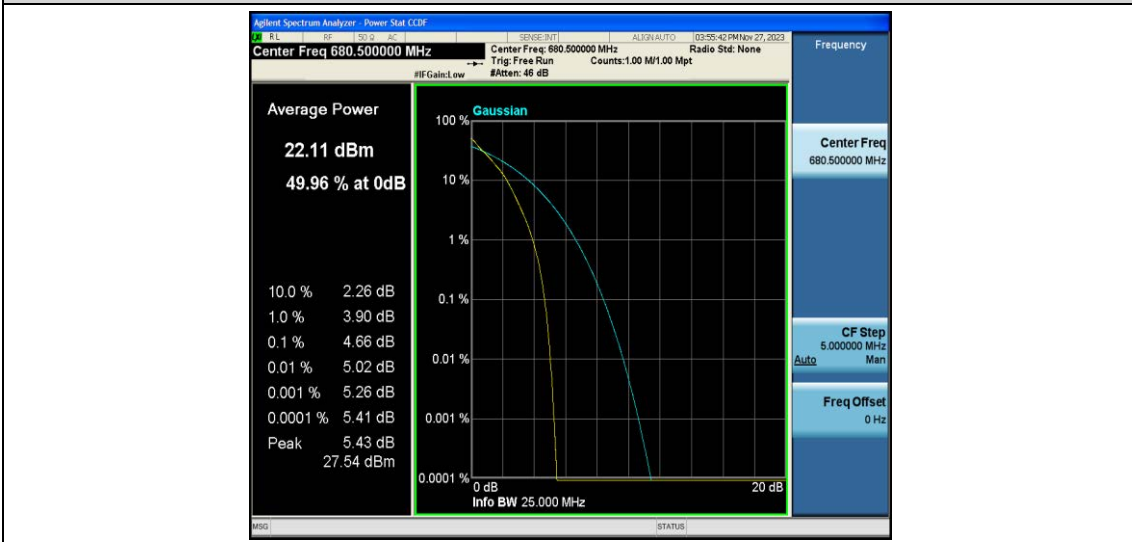 Agilent Spectrum Analyzer - Power Stat CCDF
LXI RL RF 50 Ω AC SENSE:INT ALIGN AUTO 03:55:42 PM Nov 27, 2023
Center Freq 680.500000 MHz
Center Freq: 680.500000 MHz Radio Std: None
Trig: Free Run Counts:1.00 M/1.00 Mpt
#IFGain:Low #Atten: 46 dB
Frequency
Average Power
22.11 dBm
49.96 % at 0dB
10.0 % 2.26 dB
1.0 % 3.90 dB
0.1 % 4.66 dB
0.01 % 5.02 dB
0.001 % 5.26 dB
0.0001 % 5.41 dB
Peak 5.43 dB
27.54 dBm
Gaussian
100 %
10 %
1 %
0.1 %
0.01 %
0.001 %
0.0001 %
0 dB 20 dB
Info BW 25.000 MHz
Center Freq
680.500000 MHz
CF Step
5.000000 MHz
Auto Man
Freq Offset
0 Hz
MSG STATUS